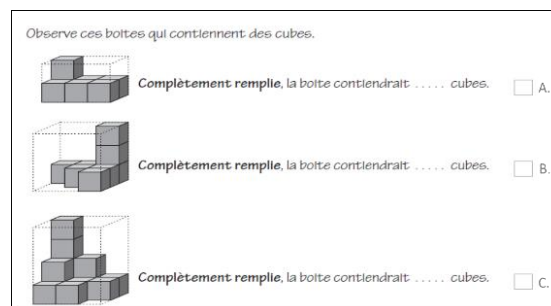 Observe ces boites qui contiennent des cubes.
Complètement remplie, la boite contiendrait ..... cubes. A.
Complètement remplie, la boite contiendrait ..... cubes. B.
Complètement remplie, la boite contiendrait ..... cubes. C.